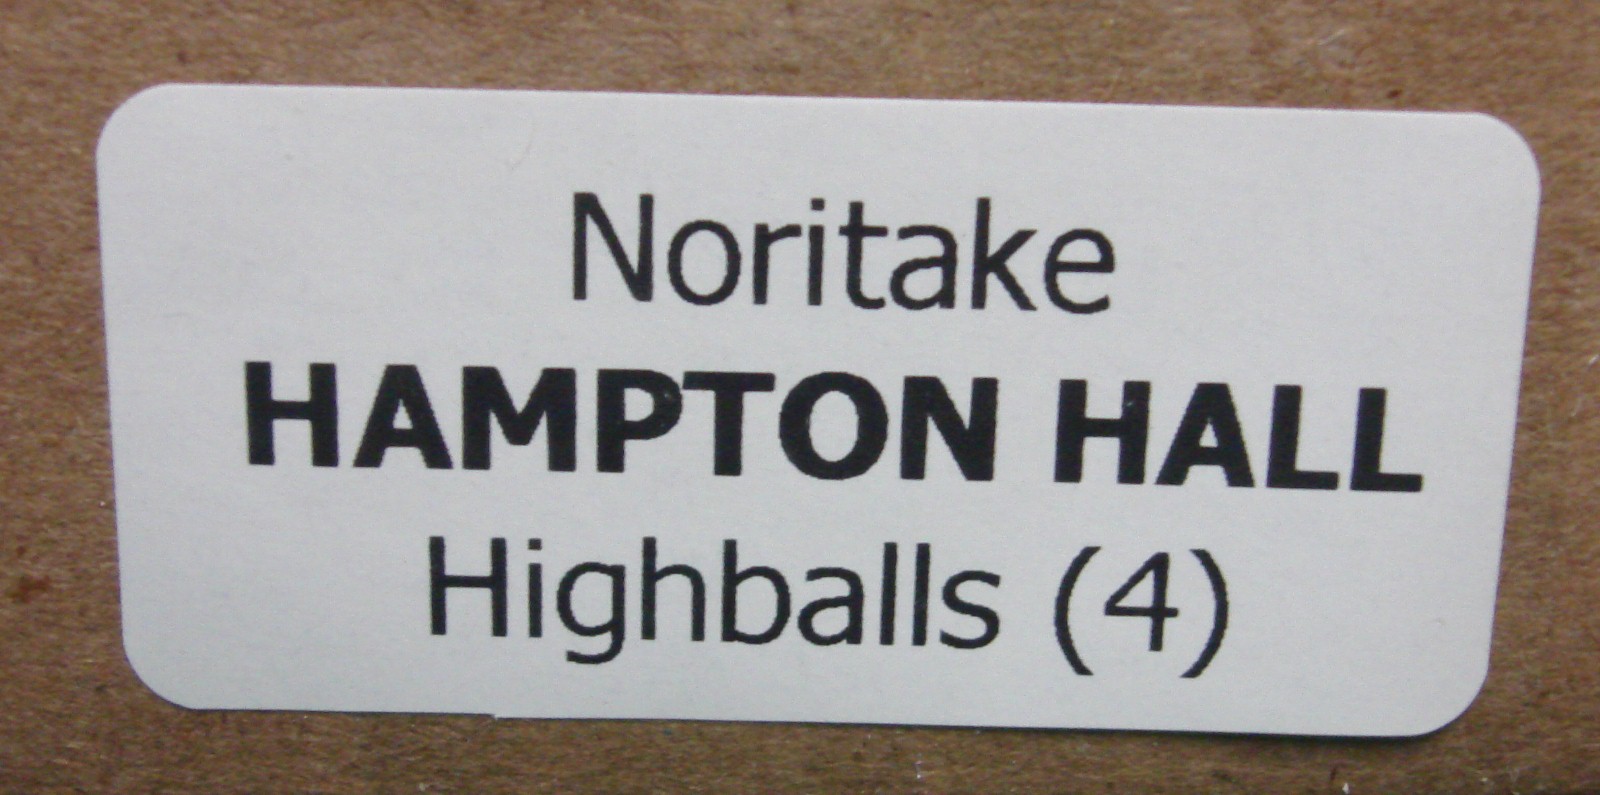 Noritake
HAMPTON HALL
Highballs (4)